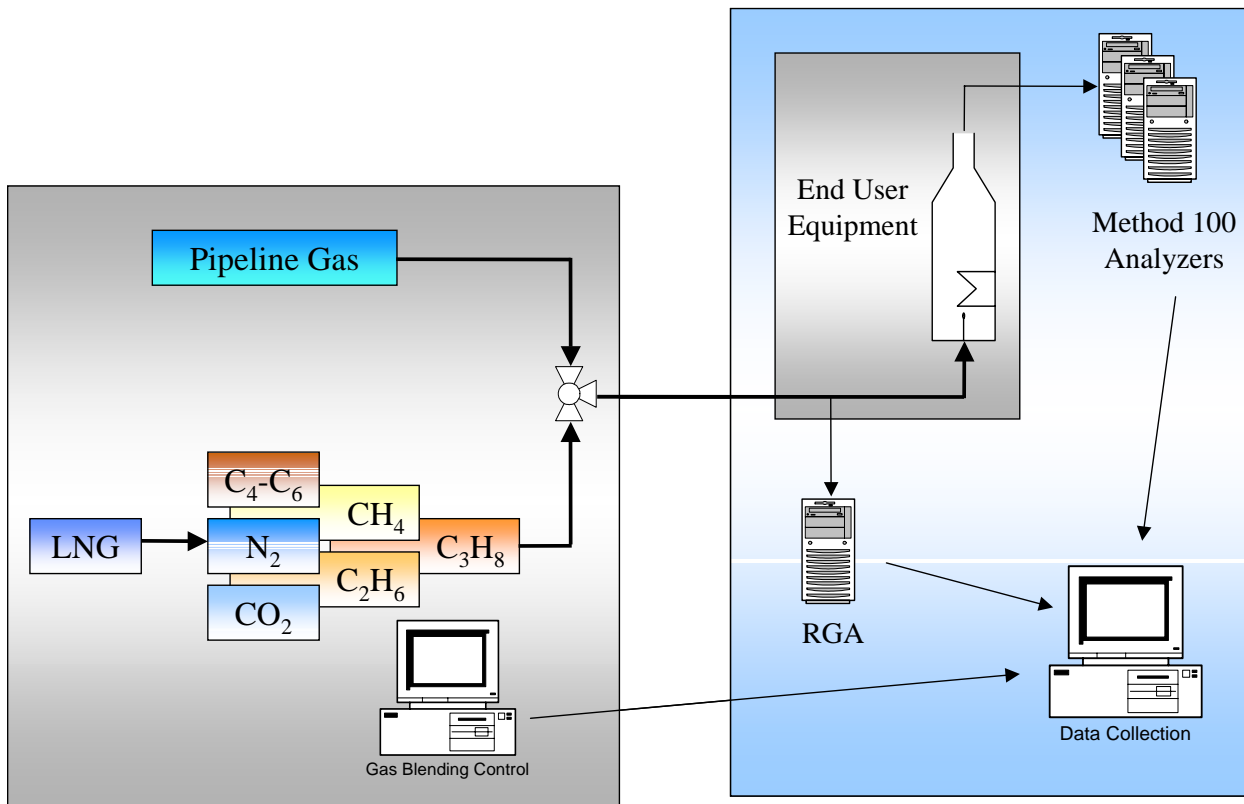 End User
Equipment
Method 100
Analyzers
Pipeline Gas
C₄-C₆
CH₄
LNG
N₂
C₃H₈
C₂H₆
CO₂
RGA
Gas Blending Control
Data Collection